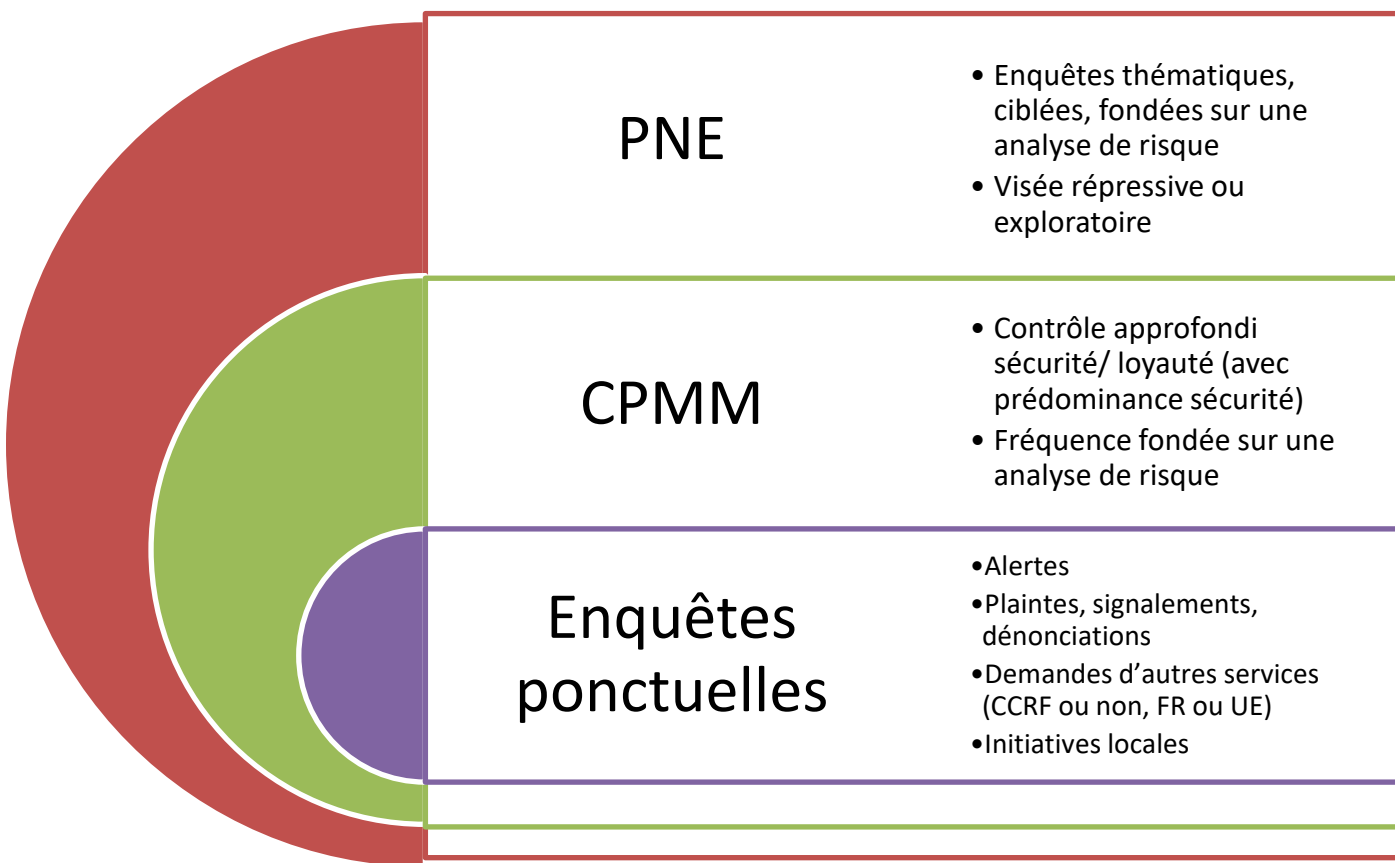 PNE
• Enquêtes thématiques,
ciblées, fondées sur une
analyse de risque
• Visée répressive ou
exploratoire
CPMM
• Contrôle approfondi
sécurité/ loyauté (avec
prédominance sécurité)
• Fréquence fondée sur une
analyse de risque
Enquêtes
ponctuelles
•Alertes
•Plaintes, signalements,
dénonciations
•Demandes d’autres services
(CCRF ou non, FR ou UE)
•Initiatives locales